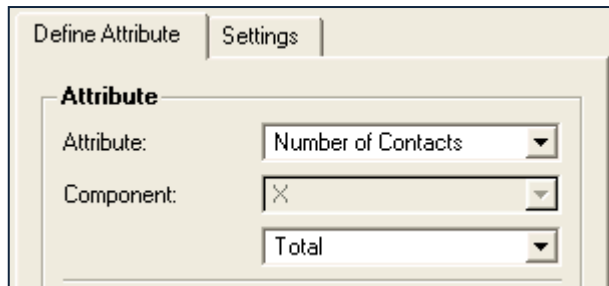 Define Attribute Settings
Attribute
Attribute: Number of Contacts
Component: X
Total